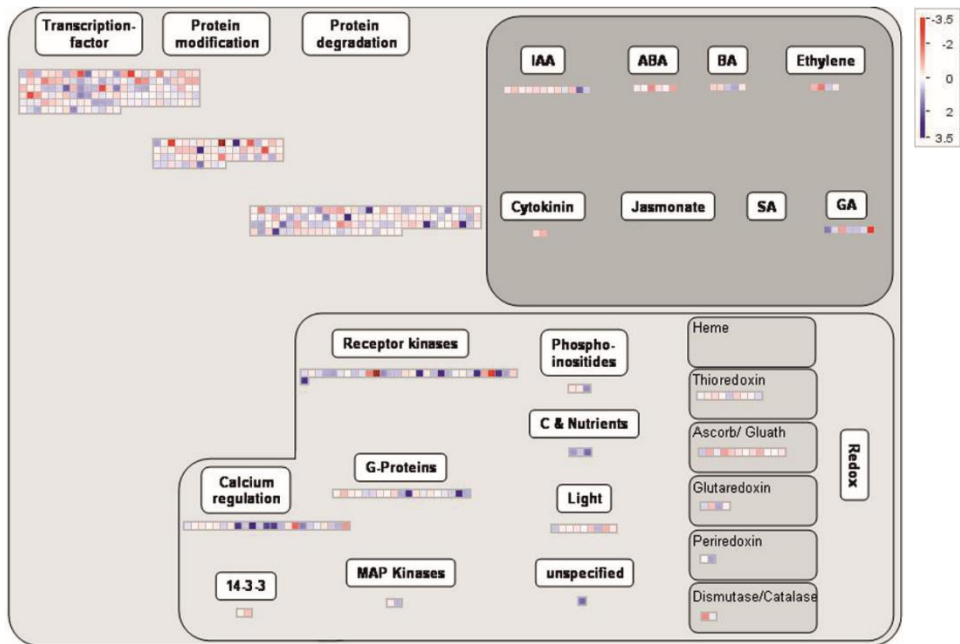 Transcription-
factor
Protein
modification
Protein
degradation
IAA
ABA
BA
Ethylene
Cytokinin
Jasmonate
SA
GA
-3.5
-2
0
2
3.5
Receptor kinases
Phospho-
inositides
C & Nutrients
G-Proteins
Calcium
regulation
Light
14-3-3
MAP Kinases
unspecified
Heme
Thioredoxin
Ascorb/ Gluath
Glutaredoxin
Periredoxin
Dismutase/Catalase
Redox